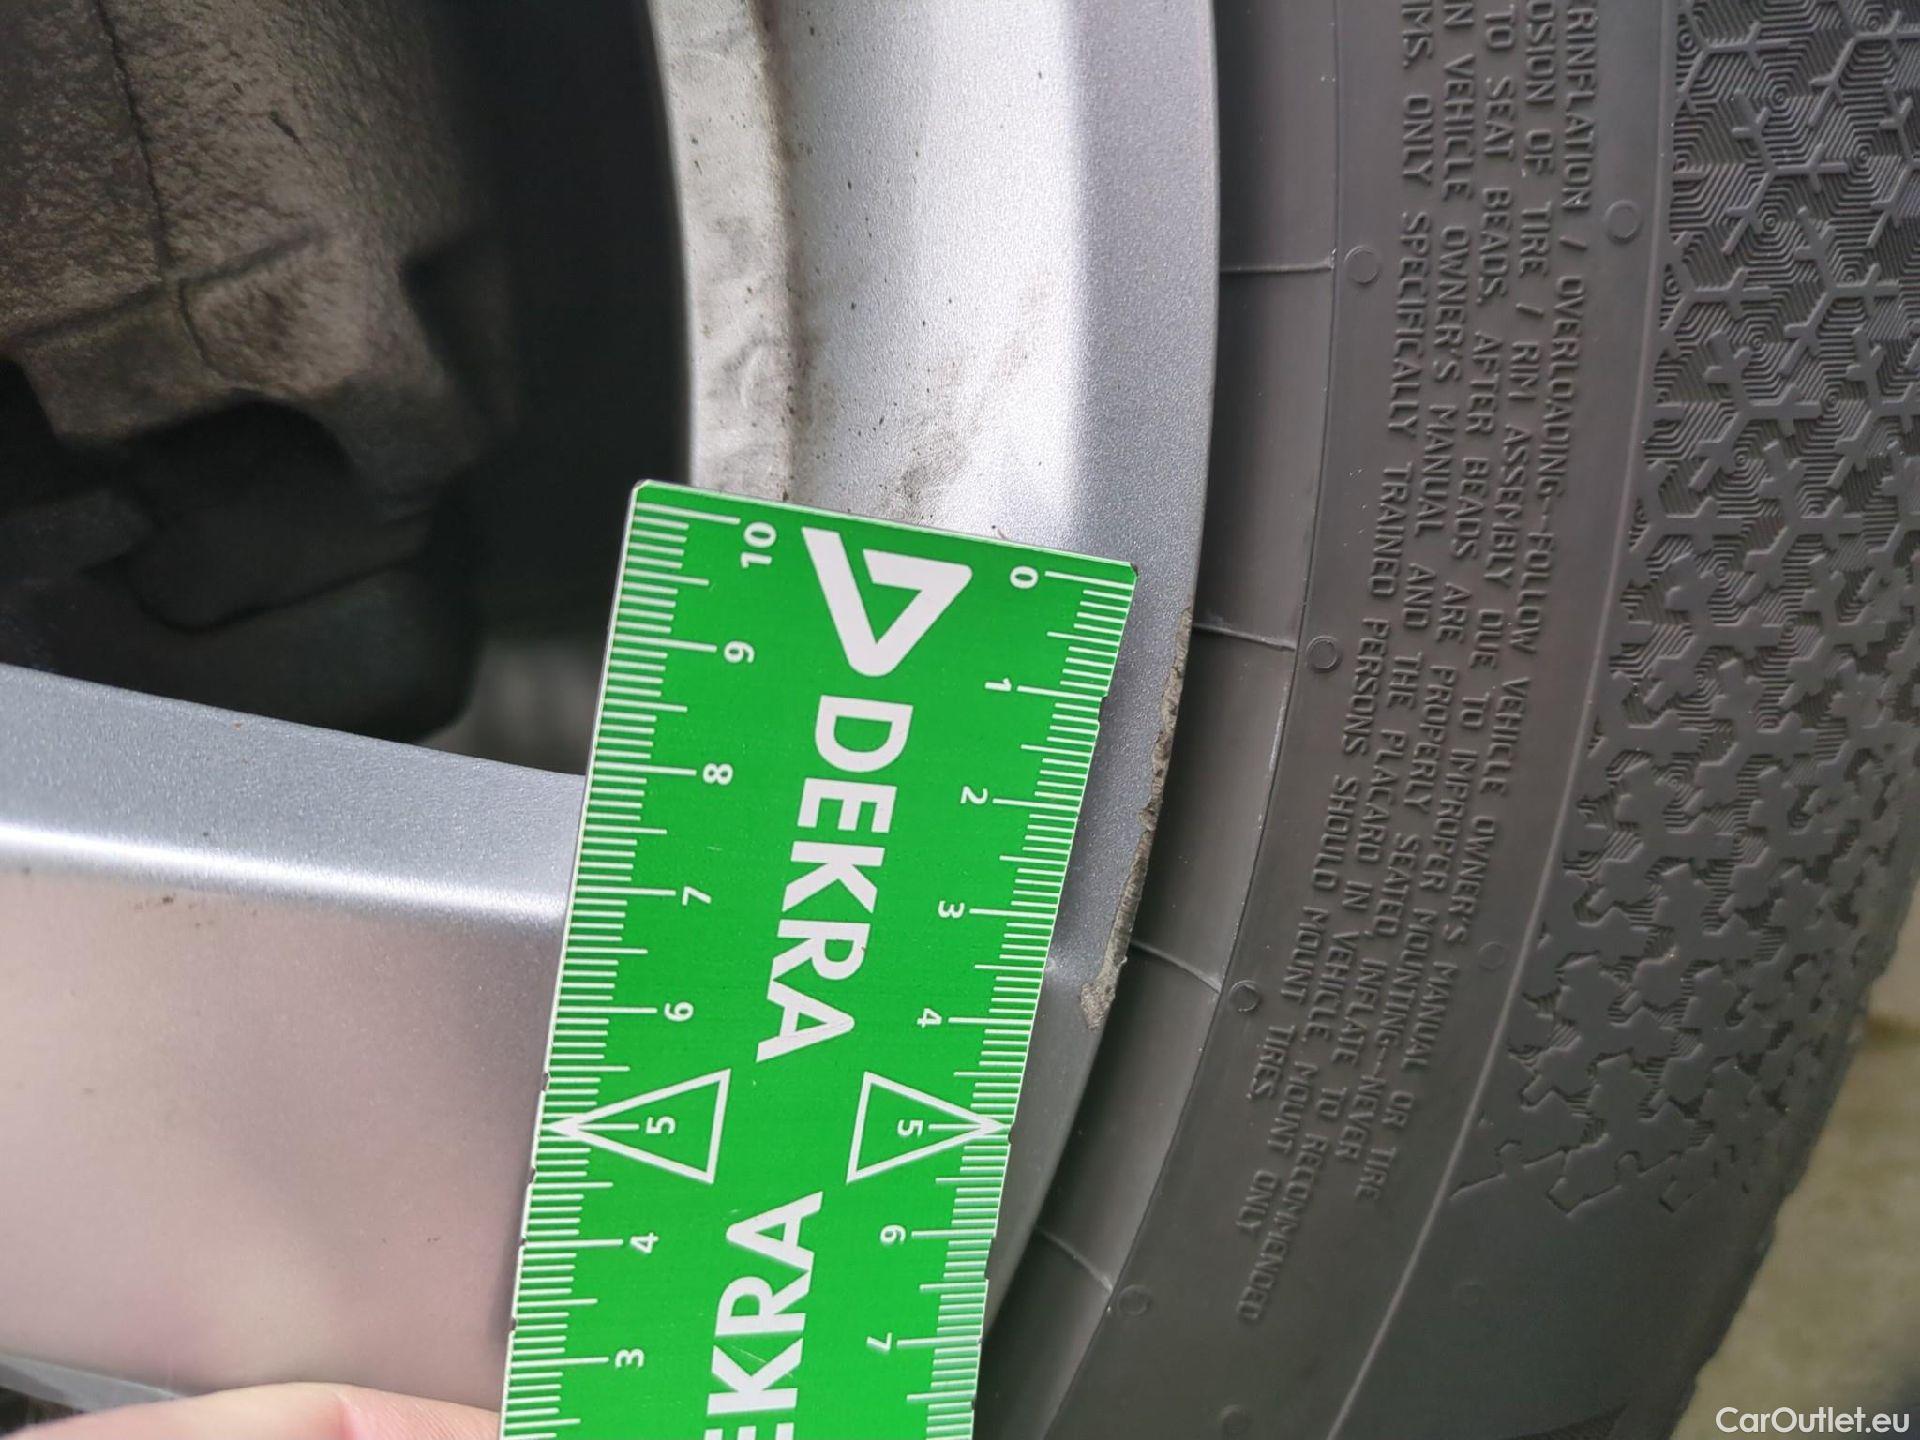 ERINFLATION / OVERLOADING—FOLLOW VEHICLE OWNER'S MANUAL OR TIRE
OSION OF TIRE / RIM ASSEMBLY DUE TO IMPROPER MOUNTING—NEVER
TO SEAT BEADS. AFTER BEADS ARE PROPERLY SEATED, INFLATE TO RECOMMENDED
N VEHICLE OWNER'S MANUAL AND THE PLACARD IN VEHICLE. MOUNT ONLY
IMS. ONLY SPECIFICALLY TRAINED PERSONS SHOULD MOUNT TIRES.
0 1 2 3 4 5 6 7
DEKRA EKRA
10 9 8 7 6 5 4 3
CarOutlet.eu